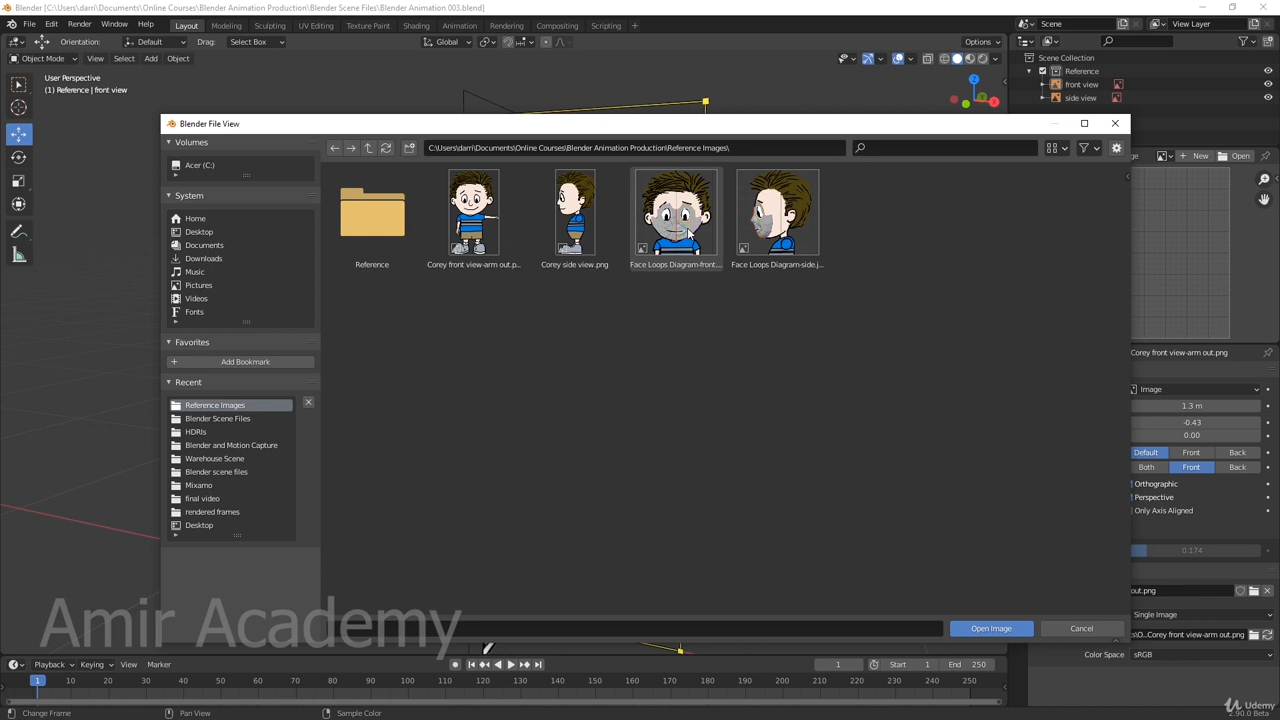 Blender [C:\Users\darri\Documents\Online Courses\Blender Animation Production\Blender Scene Files\Blender Animation 003.blend]
File Edit Render Window Help Layout Modeling Sculpting UV Editing Texture Paint Shading Animation Rendering Compositing Scripting Scene View Layer
Orientation: Default Drag: Select Box Global Options
Object Mode View Select Add Object
User Perspective
(1) Reference | front view
Scene Collection
Reference
front view
side view
Blender File View
Volumes
Acer (C:)
System
Home
Desktop
Documents
Downloads
Music
Pictures
Videos
Fonts
Favorites
Add Bookmark
Recent
Reference Images
Blender Scene Files
HDRIs
Blender and Motion Capture
Warehouse Scene
Blender scene files
Mixamo
final video
rendered frames
Desktop
C:\Users\darri\Documents\Online Courses\Blender Animation Production\Reference Images\
Reference
Corey front view-arm out.p...
Corey side view.png
Face Loops Diagram-front...
Face Loops Diagram-side.j...
Open Image Cancel
New Open
Z
X
Corey front view-arm out.png
Image
1.3 m
-0.43
0.00
Default Front Back
Both Front Back
Orthographic
Perspective
Only Axis Aligned
0.174
out.png
Single Image
s\O...Corey front view-arm out.png
Color Space sRGB
Amir Academy
Playback Keying View Marker 1 Start 1 End 250
1 10 20 30 40 50 60 70 80 90 100 110 120 130 140 150 160 170 180 190 200 210 220 230 240 250
Change Frame Pan View Sample Color 2.90.0 Beta
Udemy